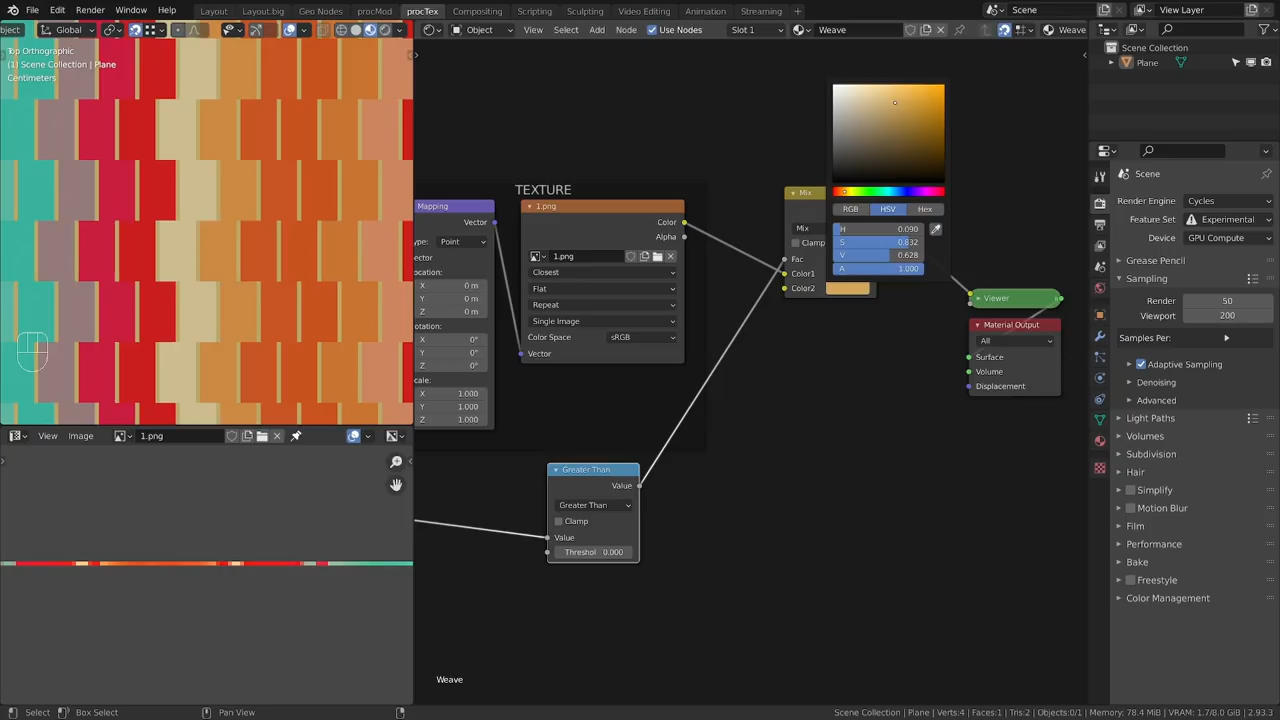 File Edit Render Window Help Layout Layout.bg Geo Nodes procMod procTex Compositing Scripting Sculpting Video Editing Animation Streaming Scene View Layer
bject Global Object View Select Add Node Use Nodes Slot 1 Weave Weave
Top Orthographic
(1) Scene Collection | Plane
Centimeters
Scene Collection
Plane
Scene
Render Engine Cycles
Feature Set Experimental
Device GPU Compute
Grease Pencil
Sampling
Render 50
Viewport 200
Samples Per:
Adaptive Sampling
Denoising
Advanced
Light Paths
Volumes
Subdivision
Hair
Simplify
Motion Blur
Film
Performance
Bake
Freestyle
Color Management
TEXTURE
Mapping
Vector
ype: Point
ector
ocation:
X 0 m
Y 0 m
Z 0 m
otation:
X 0°
Y 0°
Z 0°
cale:
X 1.000
Y 1.000
Z 1.000
1.png
Color
Alpha
1.png
Closest
Flat
Repeat
Single Image
Color Space sRGB
Vector
Mix
Mix
Clamp
Fac
Color1
Color2
RGB HSV Hex
H 0.090
S 0.832
V 0.628
A 1.000
Viewer
Material Output
All
Surface
Volume
Displacement
Greater Than
Value
Greater Than
Clamp
Value
Threshol 0.000
View Image 1.png
Weave
Select Box Select Pan View Scene Collection | Plane | Verts:4 | Faces:1 | Tris:2 | Objects:0/1 | Memory: 78.4 MiB | VRAM: 1.7/8.0 GiB | 2.93.3